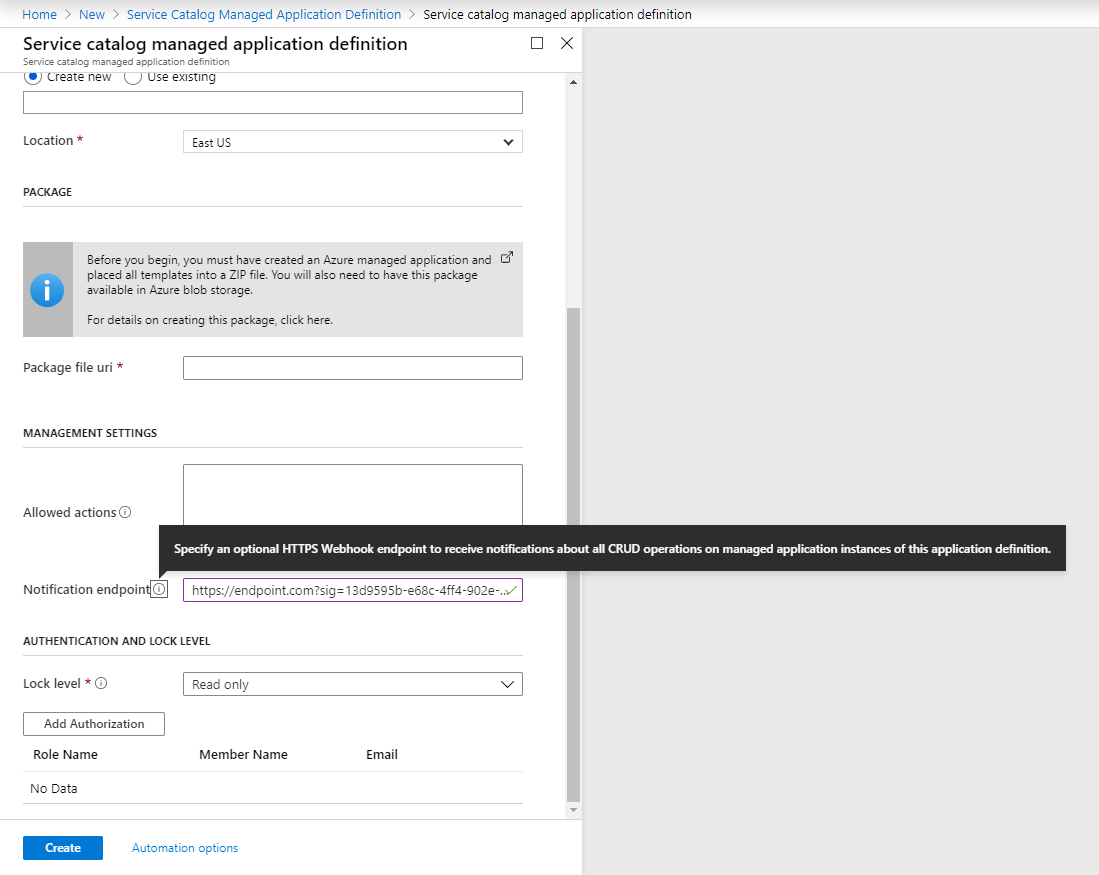 Home > New > Service Catalog Managed Application Definition > Service catalog managed application definition
Service catalog managed application definition
Service catalog managed application definition
Create new Use existing
Location *
East US
PACKAGE
Before you begin, you must have created an Azure managed application and
placed all templates into a ZIP file. You will also need to have this package
available in Azure blob storage.
For details on creating this package, click here.
Package file uri *
MANAGEMENT SETTINGS
Allowed actions
Specify an optional HTTPS Webhook endpoint to receive notifications about all CRUD operations on managed application instances of this application definition.
Notification endpoint
https://endpoint.com?sig=13d9595b-e68c-4ff4-902e-...
AUTHENTICATION AND LOCK LEVEL
Lock level *
Read only
Add Authorization
Role Name Member Name Email
No Data
Create Automation options